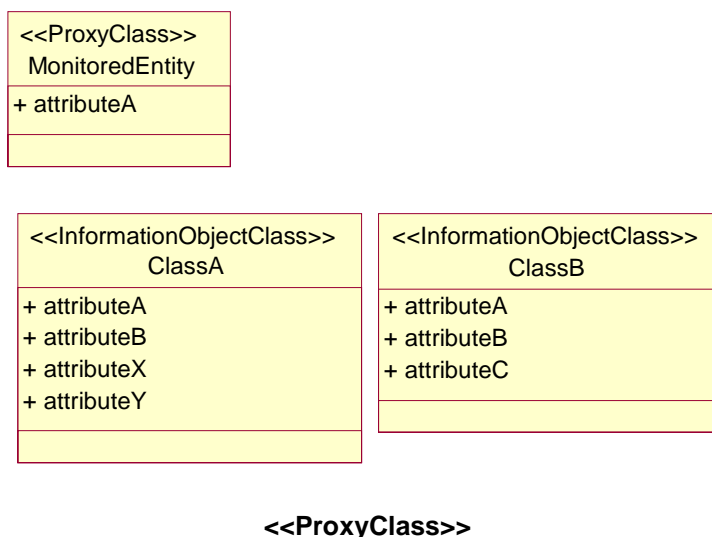 <<ProxyClass>>
MonitoredEntity
+ attributeA
<<InformationObjectClass>>
ClassA
+ attributeA
+ attributeB
+ attributeX
+ attributeY
<<InformationObjectClass>>
ClassB
+ attributeA
+ attributeB
+ attributeC
<<ProxyClass>>